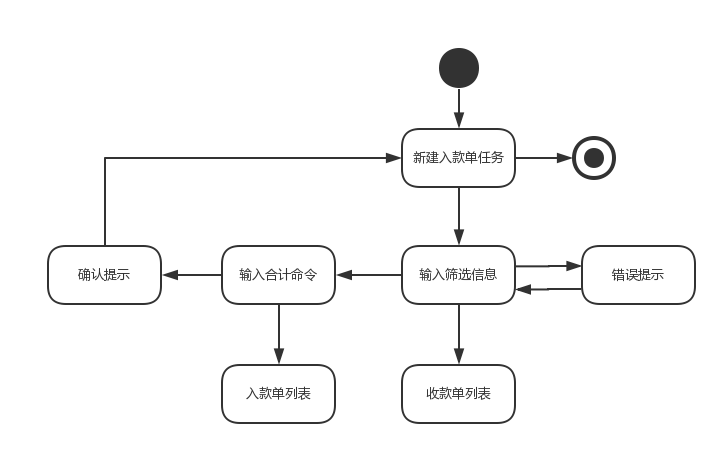 新建入款单任务
确认提示
输入合计命令
输入筛选信息
错误提示
入款单列表
收款单列表